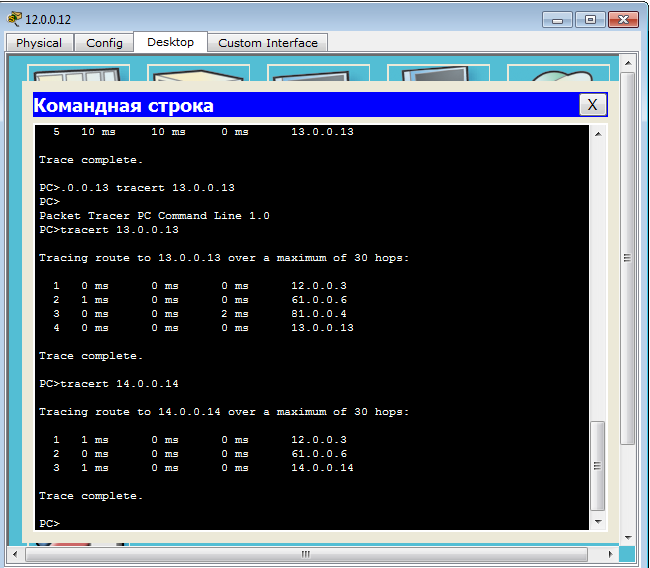 12.0.0.12
Physical Config Desktop Custom Interface
Командная строка X
5 10 ms 10 ms 0 ms 13.0.0.13
Trace complete.
PC>.0.0.13 tracert 13.0.0.13
PC>
Packet Tracer PC Command Line 1.0
PC>tracert 13.0.0.13
Tracing route to 13.0.0.13 over a maximum of 30 hops:
1 0 ms 0 ms 0 ms 12.0.0.3
2 1 ms 0 ms 0 ms 61.0.0.6
3 0 ms 0 ms 2 ms 81.0.0.4
4 0 ms 0 ms 0 ms 13.0.0.13
Trace complete.
PC>tracert 14.0.0.14
Tracing route to 14.0.0.14 over a maximum of 30 hops:
1 1 ms 0 ms 0 ms 12.0.0.3
2 0 ms 0 ms 0 ms 61.0.0.6
3 1 ms 0 ms 0 ms 14.0.0.14
Trace complete.
PC>